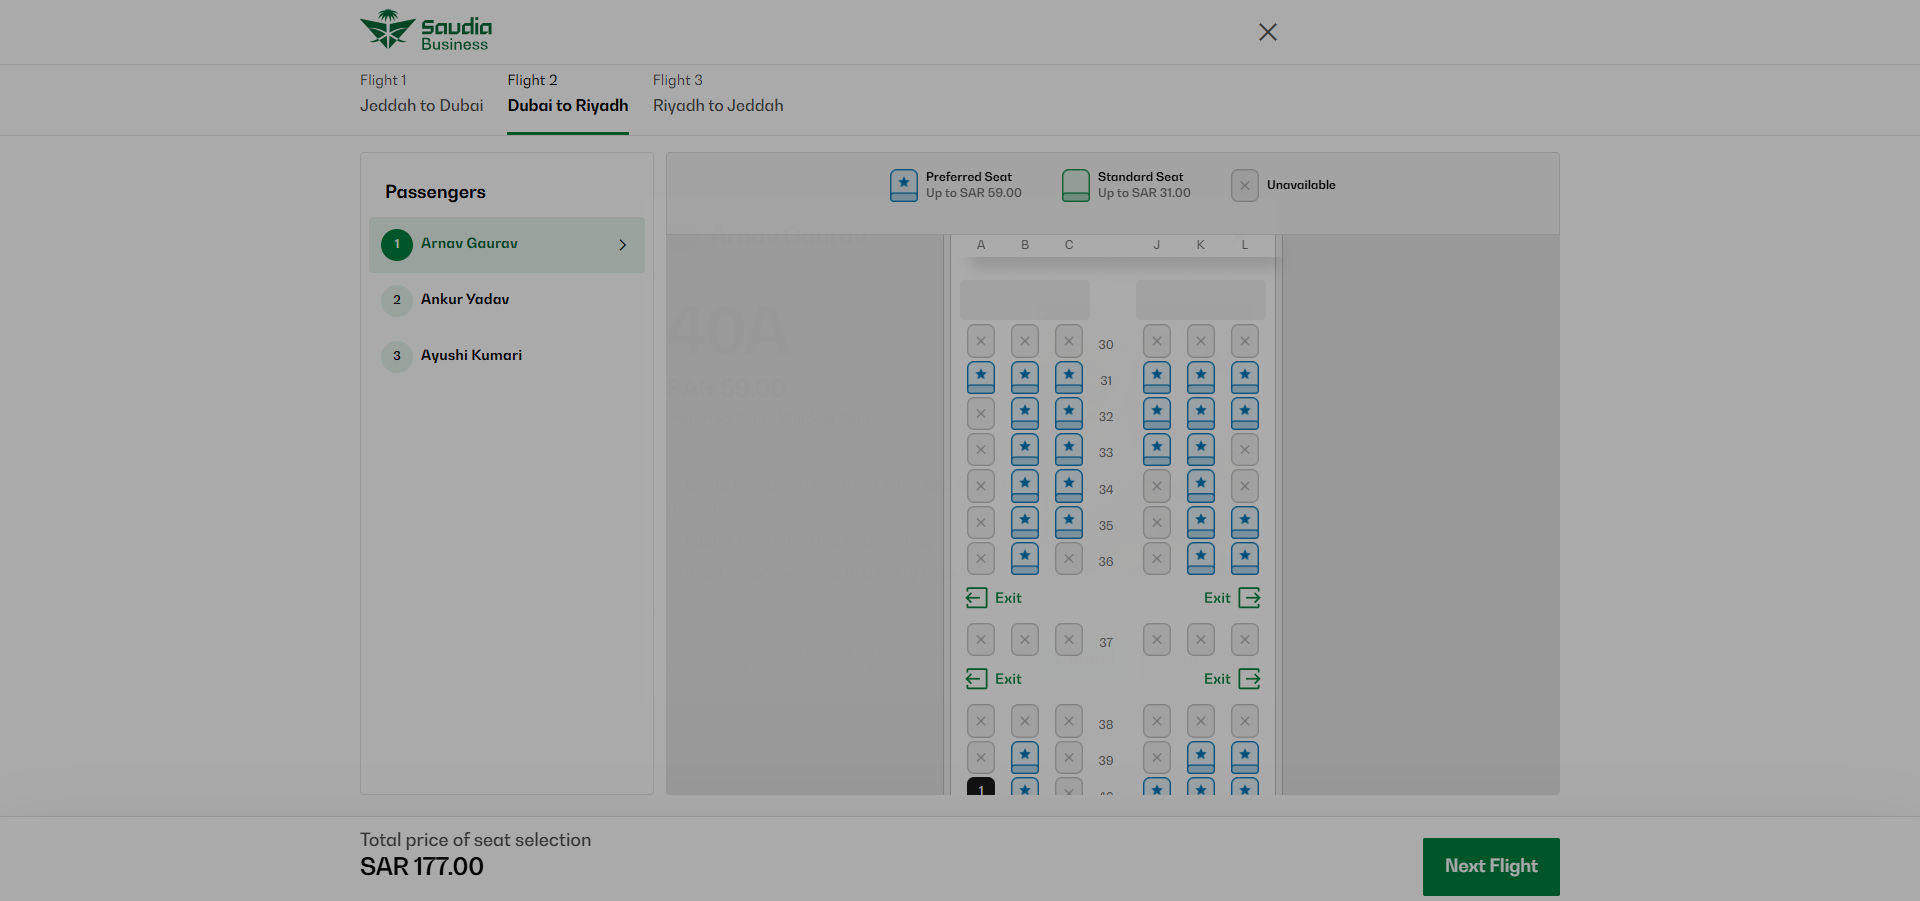 Saudia
Business
Flight 1
Jeddah to Dubai
Flight 2
Dubai to Riyadh
Flight 3
Riyadh to Jeddah
Passengers
1 Arnav Gaurav
2 Ankur Yadav
3 Ayushi Kumari
Preferred Seat
Up to SAR 59.00
Standard Seat
Up to SAR 31.00
Unavailable
A B C J K L
40A
30
31
32
33
34
35
36
Exit Exit
37
Exit Exit
38
39
1
Total price of seat selection
SAR 177.00
Next Flight